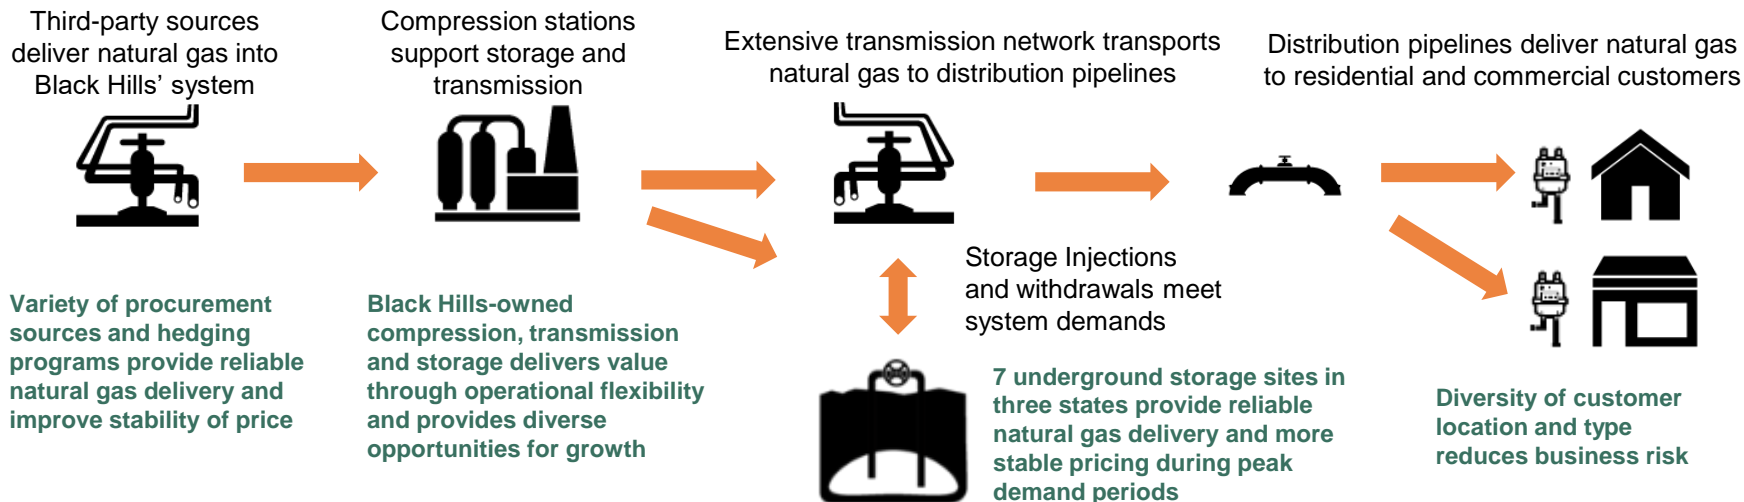 Third-party sources
deliver natural gas into
Black Hills’ system
Compression stations
support storage and
transmission
Extensive transmission network transports
natural gas to distribution pipelines
Distribution pipelines deliver natural gas
to residential and commercial customers
Storage Injections
and withdrawals meet
system demands
Variety of procurement
sources and hedging
programs provide reliable
natural gas delivery and
improve stability of price
Black Hills-owned
compression, transmission
and storage delivers value
through operational flexibility
and provides diverse
opportunities for growth
7 underground storage sites in
three states provide reliable
natural gas delivery and more
stable pricing during peak
demand periods
Diversity of customer
location and type
reduces business risk